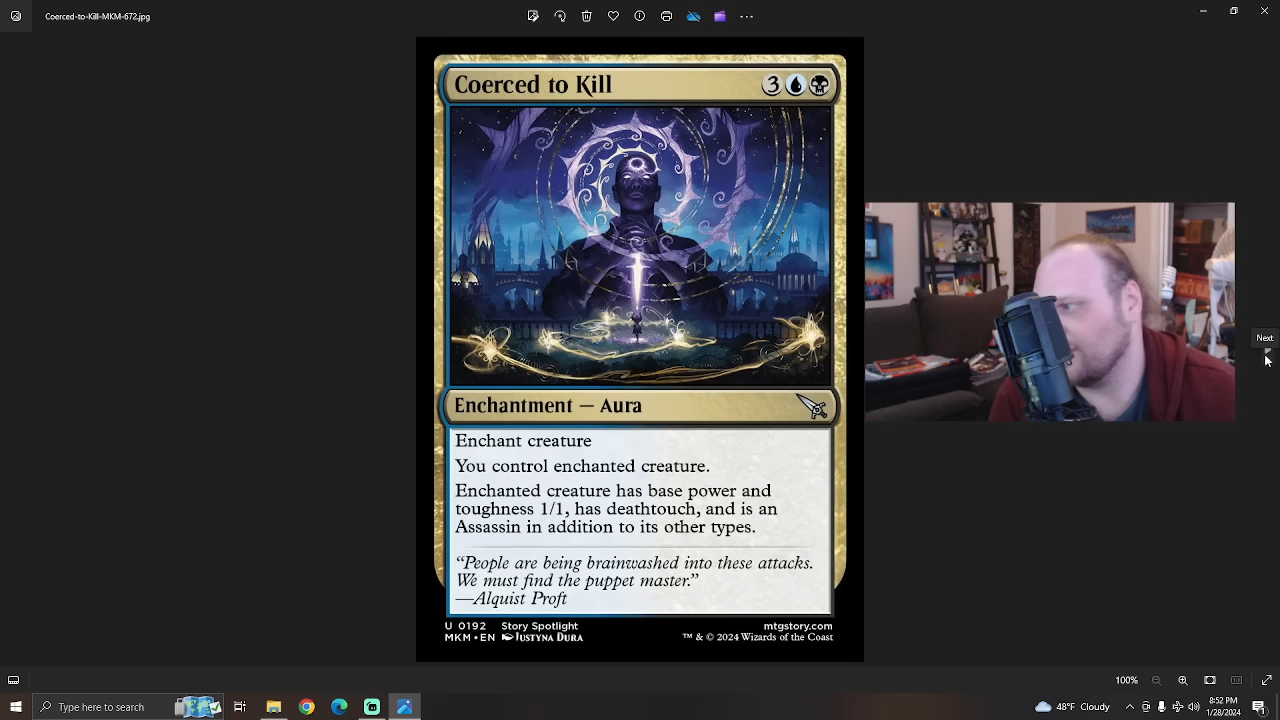 Coerced-to-Kill-MKM-672.jpg
Coerced to Kill
3
Enchantment — Aura
Enchant creature
You control enchanted creature.
Enchanted creature has base power and
toughness 1/1, has deathtouch, and is an
Assassin in addition to its other types.
“People are being brainwashed into these attacks.
We must find the puppet master.”
—Alquist Proft
U 0192 Story Spotlight mtgstory.com
MKM • EN Justyna Dura ™ & © 2024 Wizards of the Coast
Next
100%
Type here to search
48°F Cloudy
8:52 PM
1/28/2024